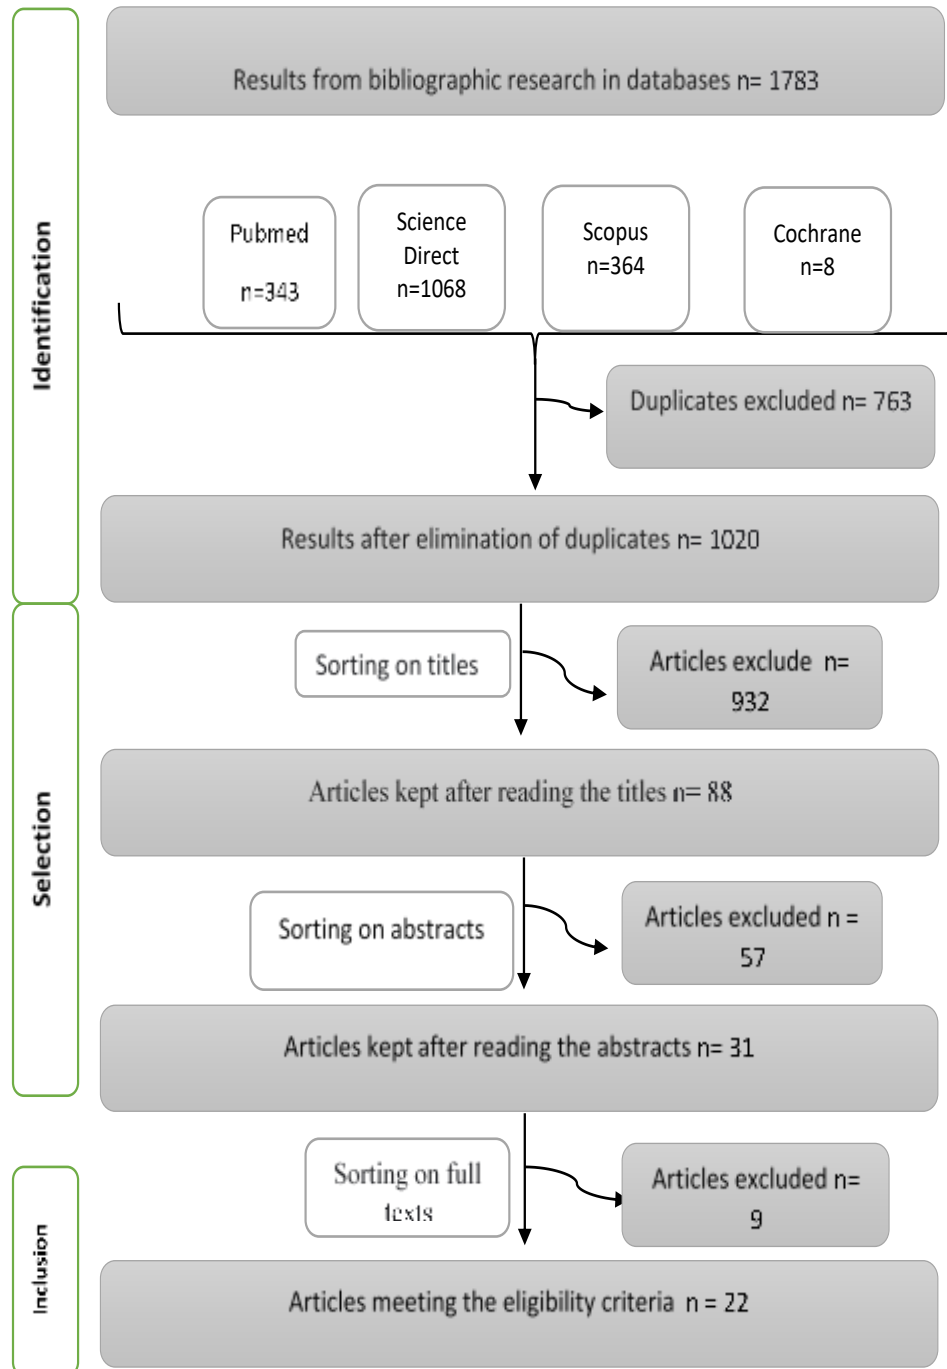 Identification
Results from bibliographic research in databases n= 1783
Pubmed
n=343
Science
Direct
n=1068
Scopus
n=364
Cochrane
n=8
Duplicates excluded n= 763
Results after elimination of duplicates n= 1020
Selection
Sorting on titles
Articles exclude n=
932
Articles kept after reading the titles n= 88
Sorting on abstracts
Articles excluded n =
57
Articles kept after reading the abstracts n= 31
Inclusion
Sorting on full
texts
Articles excluded n=
9
Articles meeting the eligibility criteria n = 22